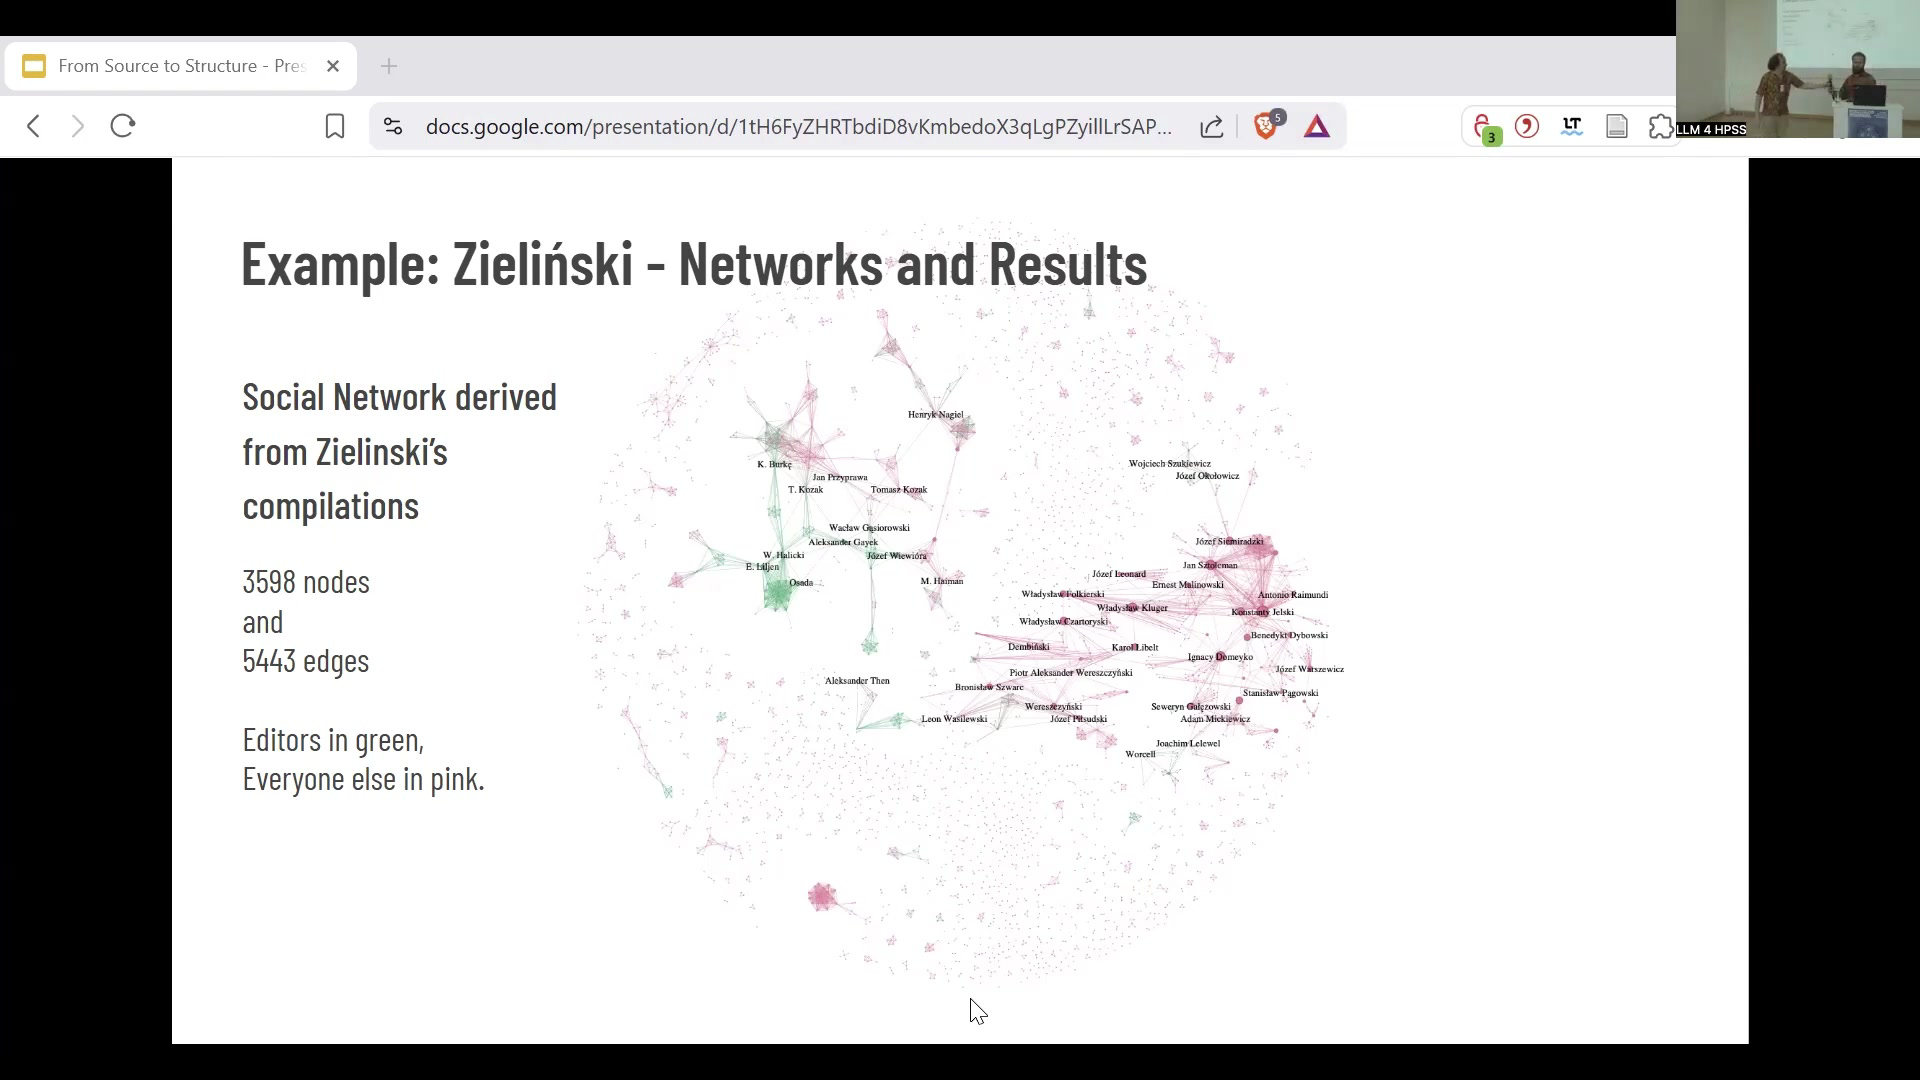 From Source to Structure - Pres
docs.google.com/presentation/d/1tH6FyZHRTbdiD8vKmbedoX3qLgPZyillLrSAP...
5
3
LT
LLM 4 HPSS
Example: Zieliński - Networks and Results
Social Network derived
from Zielinski’s
compilations
3598 nodes
and
5443 edges
Editors in green,
Everyone else in pink.
Henryk Nagiel
K. Burkę
Jan Przyprawa
T. Kozak
Tomasz Kozak
Wacław Gąsiorowski
Aleksander Gayek
W. Halicki
Józef Wiewióra
E. Liljen
Osada
M. Haiman
Aleksander Then
Leon Wasilewski
Wojciech Szukiewicz
Józef Okołowicz
Józef Siemiradzki
Jan Sztolcman
Józef Leonard
Ernest Malinowski
Władysław Folkierski
Antonio Raimondi
Władysław Kluger
Konstanty Jelski
Władysław Czartoryski
Benedykt Dybowski
Dembiński
Karol Libelt
Ignacy Domeyko
Józef Warszewicz
Piotr Aleksander Wereszczyński
Bronisław Szwarc
Stanisław Pągowski
Wereszczyński
Seweryn Gałęzowski
Józef Piłsudski
Adam Mickiewicz
Joachim Lelewel
Worcell